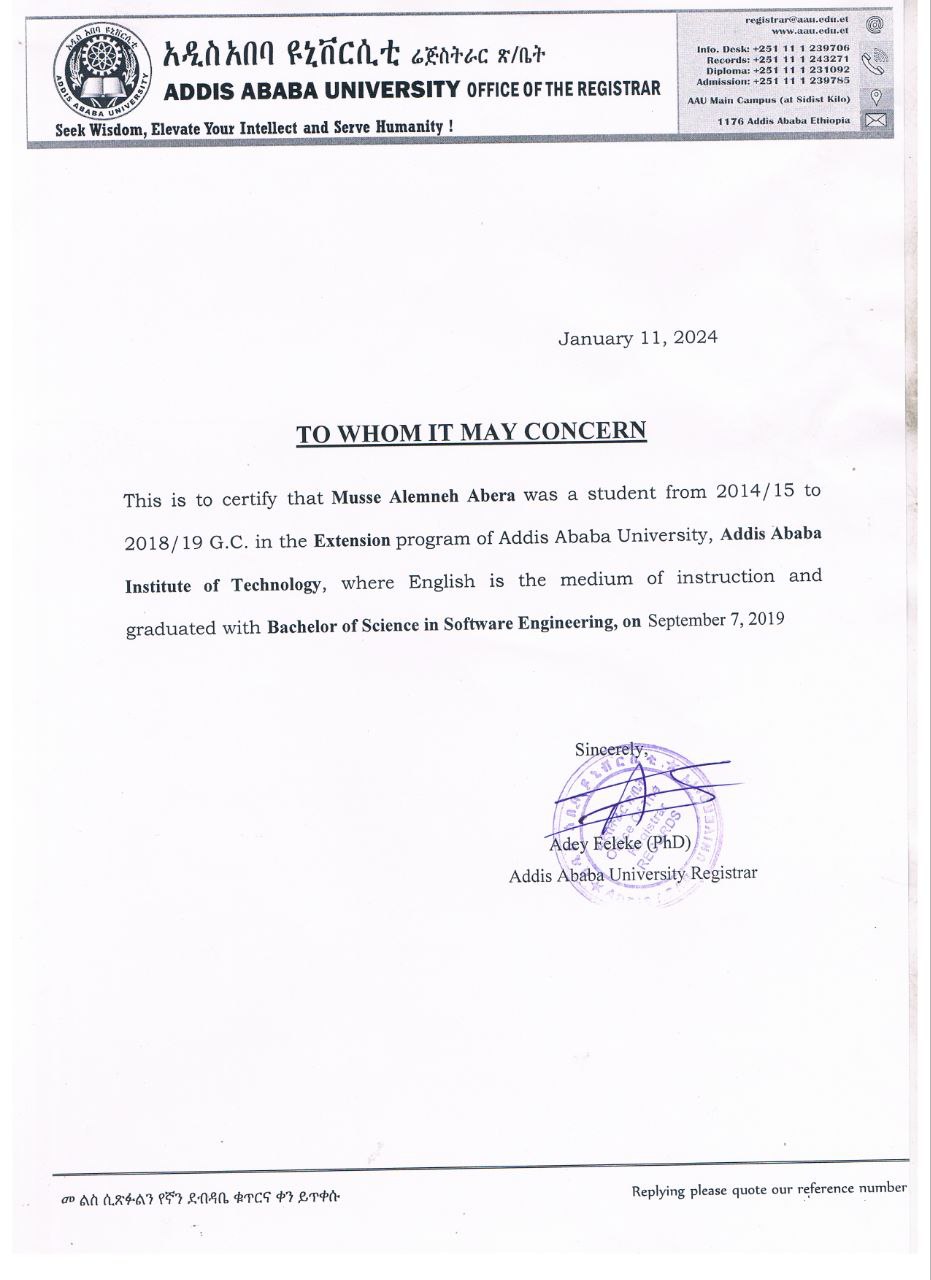 አዲስ አበባ ዩኒቨርሲቲ ሬጅስትራር ጽ/ቤት
ADDIS ABABA UNIVERSITY OFFICE OF THE REGISTRAR
Seek Wisdom, Elevate Your Intellect and Serve Humanity !
registrar@aau.edu.et
www.aau.edu.et
Info. Desk: +251 11 1 239706
Records: +251 11 1 243271
Diploma: +251 11 1 231092
Admission: +251 11 1 239785
AAU Main Campus (at Sidist Kilo)
1176 Addis Ababa Ethiopia
አዲስ አበባ ዩኒቨርሲቲ
ADDIS ABABA UNIVERSITY
January 11, 2024
TO WHOM IT MAY CONCERN
This is to certify that Musse Alemneh Abera was a student from 2014/15 to
2018/19 G.C. in the Extension program of Addis Ababa University, Addis Ababa
Institute of Technology, where English is the medium of instruction and
graduated with Bachelor of Science in Software Engineering, on September 7, 2019
Sincerely,
Office Of the
Registrar
RECORDS
Adey Feleke (PhD)
Addis Ababa University Registrar
መ ልስ ሲጽፉልን የኛን ደብዳቤ ቁጥርና ቀን ይጥቀሱ
Replying please quote our reference number